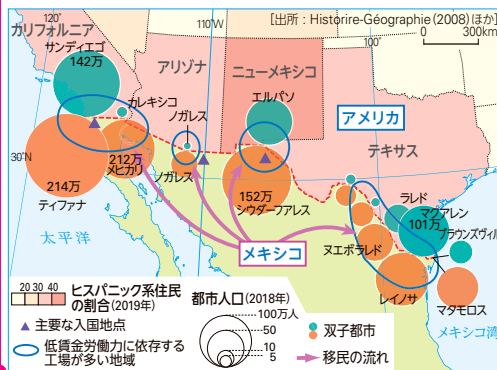 [出所：Historire-Géographie(2008)ほか]
110°W
100°
0 300km
カリフォルニア
サンディエゴ
142万
アリゾナ
ニューメキシコ
カレキシコ
ノガレス
エルパソ
アメリカ
テキサス
30°N
212万
メヒカリ
ノガレス
214万
ティファナ
152万
シウダーフアレス
ラレド
マクアレン
101万
ブラウンズヴィル
太平洋
メキシコ
ヌエボラレド
レイノサ
マタモロス
メキシコ湾
20 30 40
ヒスパニック系住民
の割合(2019年)
主要な入国地点
低賃金労働力に依存する
工場が多い地域
都市人口(2018年)
100万人
50
10
5
双子都市
移民の流れ